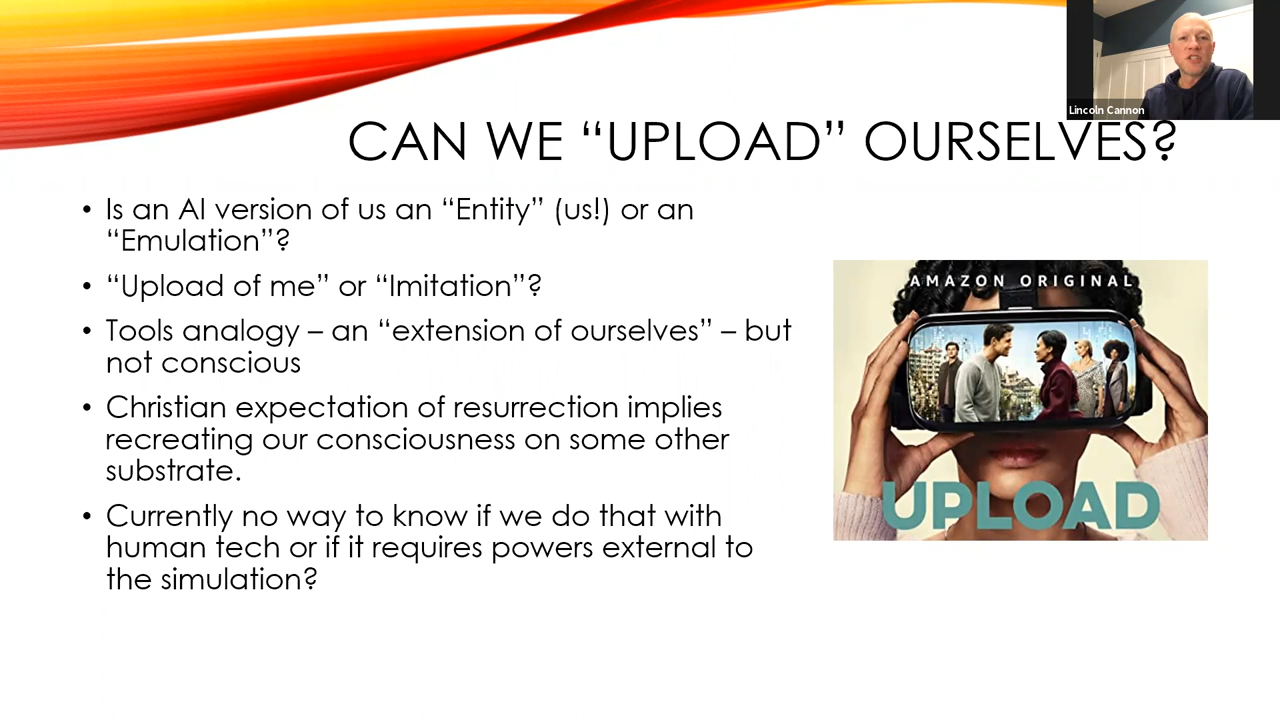 Lincoln Cannon
CAN WE “UPLOAD” OURSELVES?
• Is an AI version of us an “Entity” (us!) or an
“Emulation”?
• “Upload of me” or “Imitation”?
• Tools analogy – an “extension of ourselves” – but
not conscious
• Christian expectation of resurrection implies
recreating our consciousness on some other
substrate.
• Currently no way to know if we do that with
human tech or if it requires powers external to
the simulation?
AMAZON ORIGINAL
UPLOAD